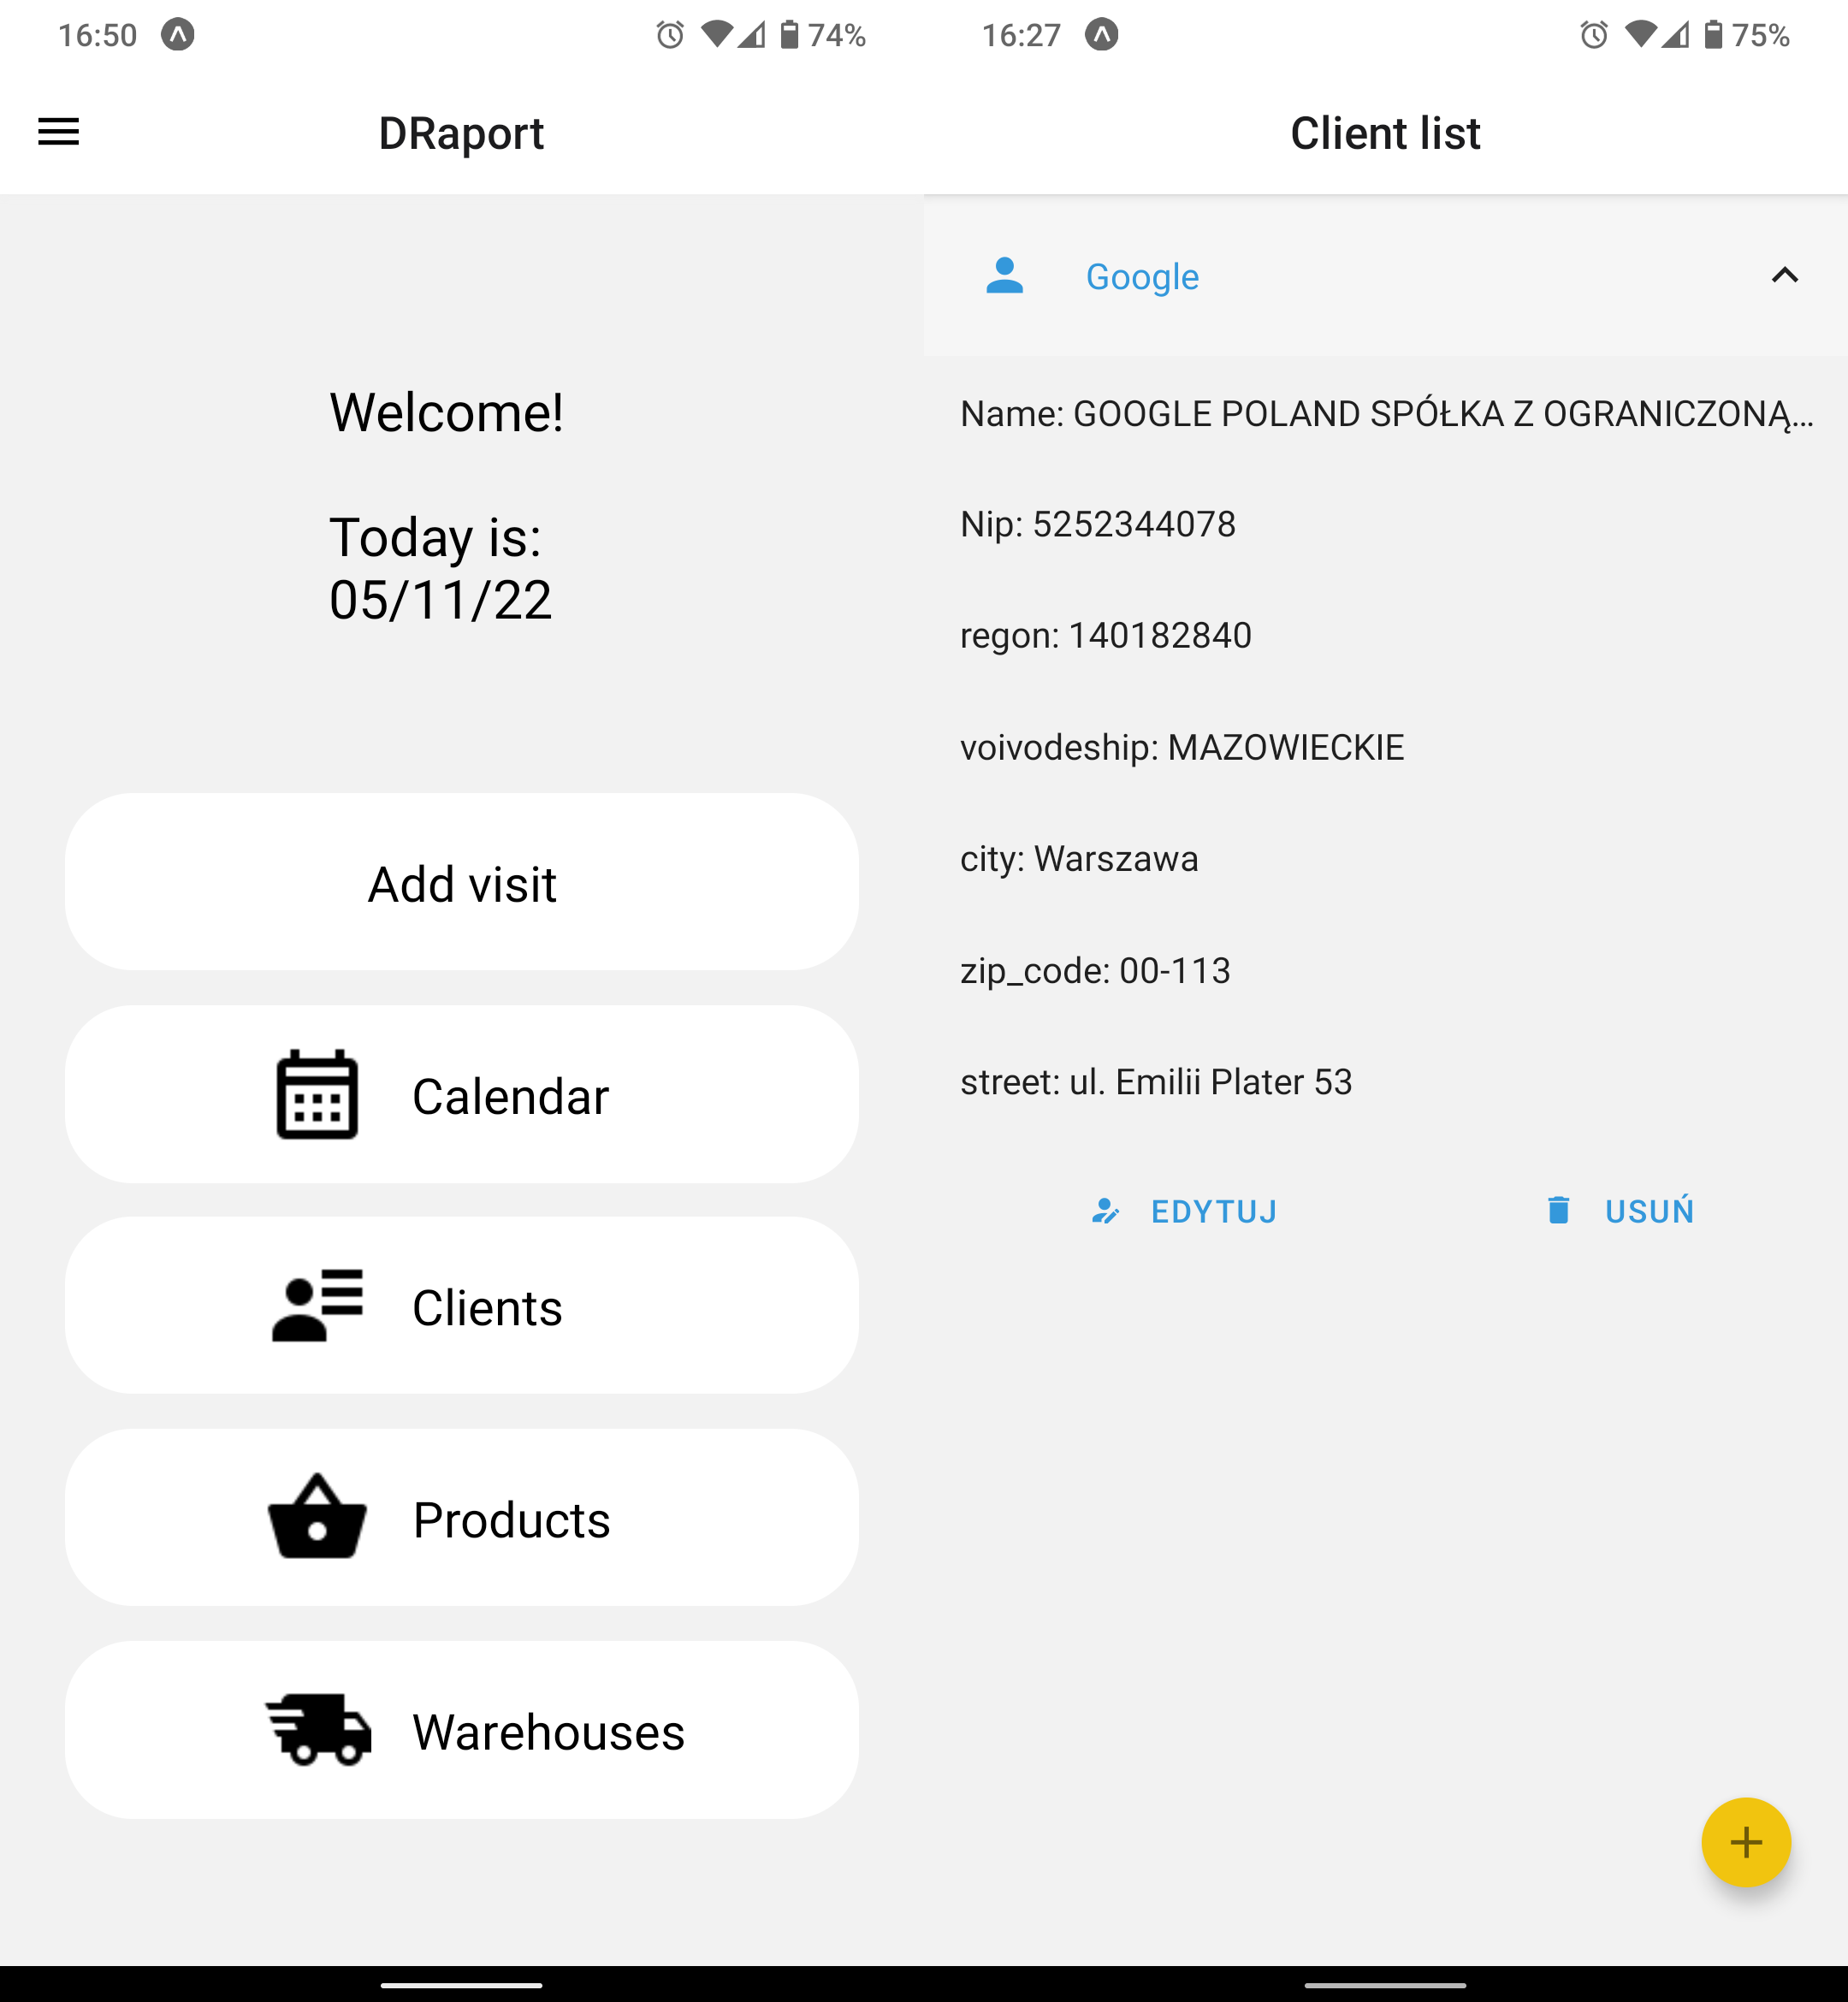 16:50
74%
DRaport
Welcome!
Today is:
05/11/22
Add visit
Calendar
Clients
Products
Warehouses
16:27
75%
Client list
Google
Name: GOOGLE POLAND SPÓŁKA Z OGRANICZONĄ...
Nip: 5252344078
regon: 140182840
voivodeship: MAZOWIECKIE
city: Warszawa
zip_code: 00-113
street: ul. Emilii Plater 53
EDYTUJ
USUŃ